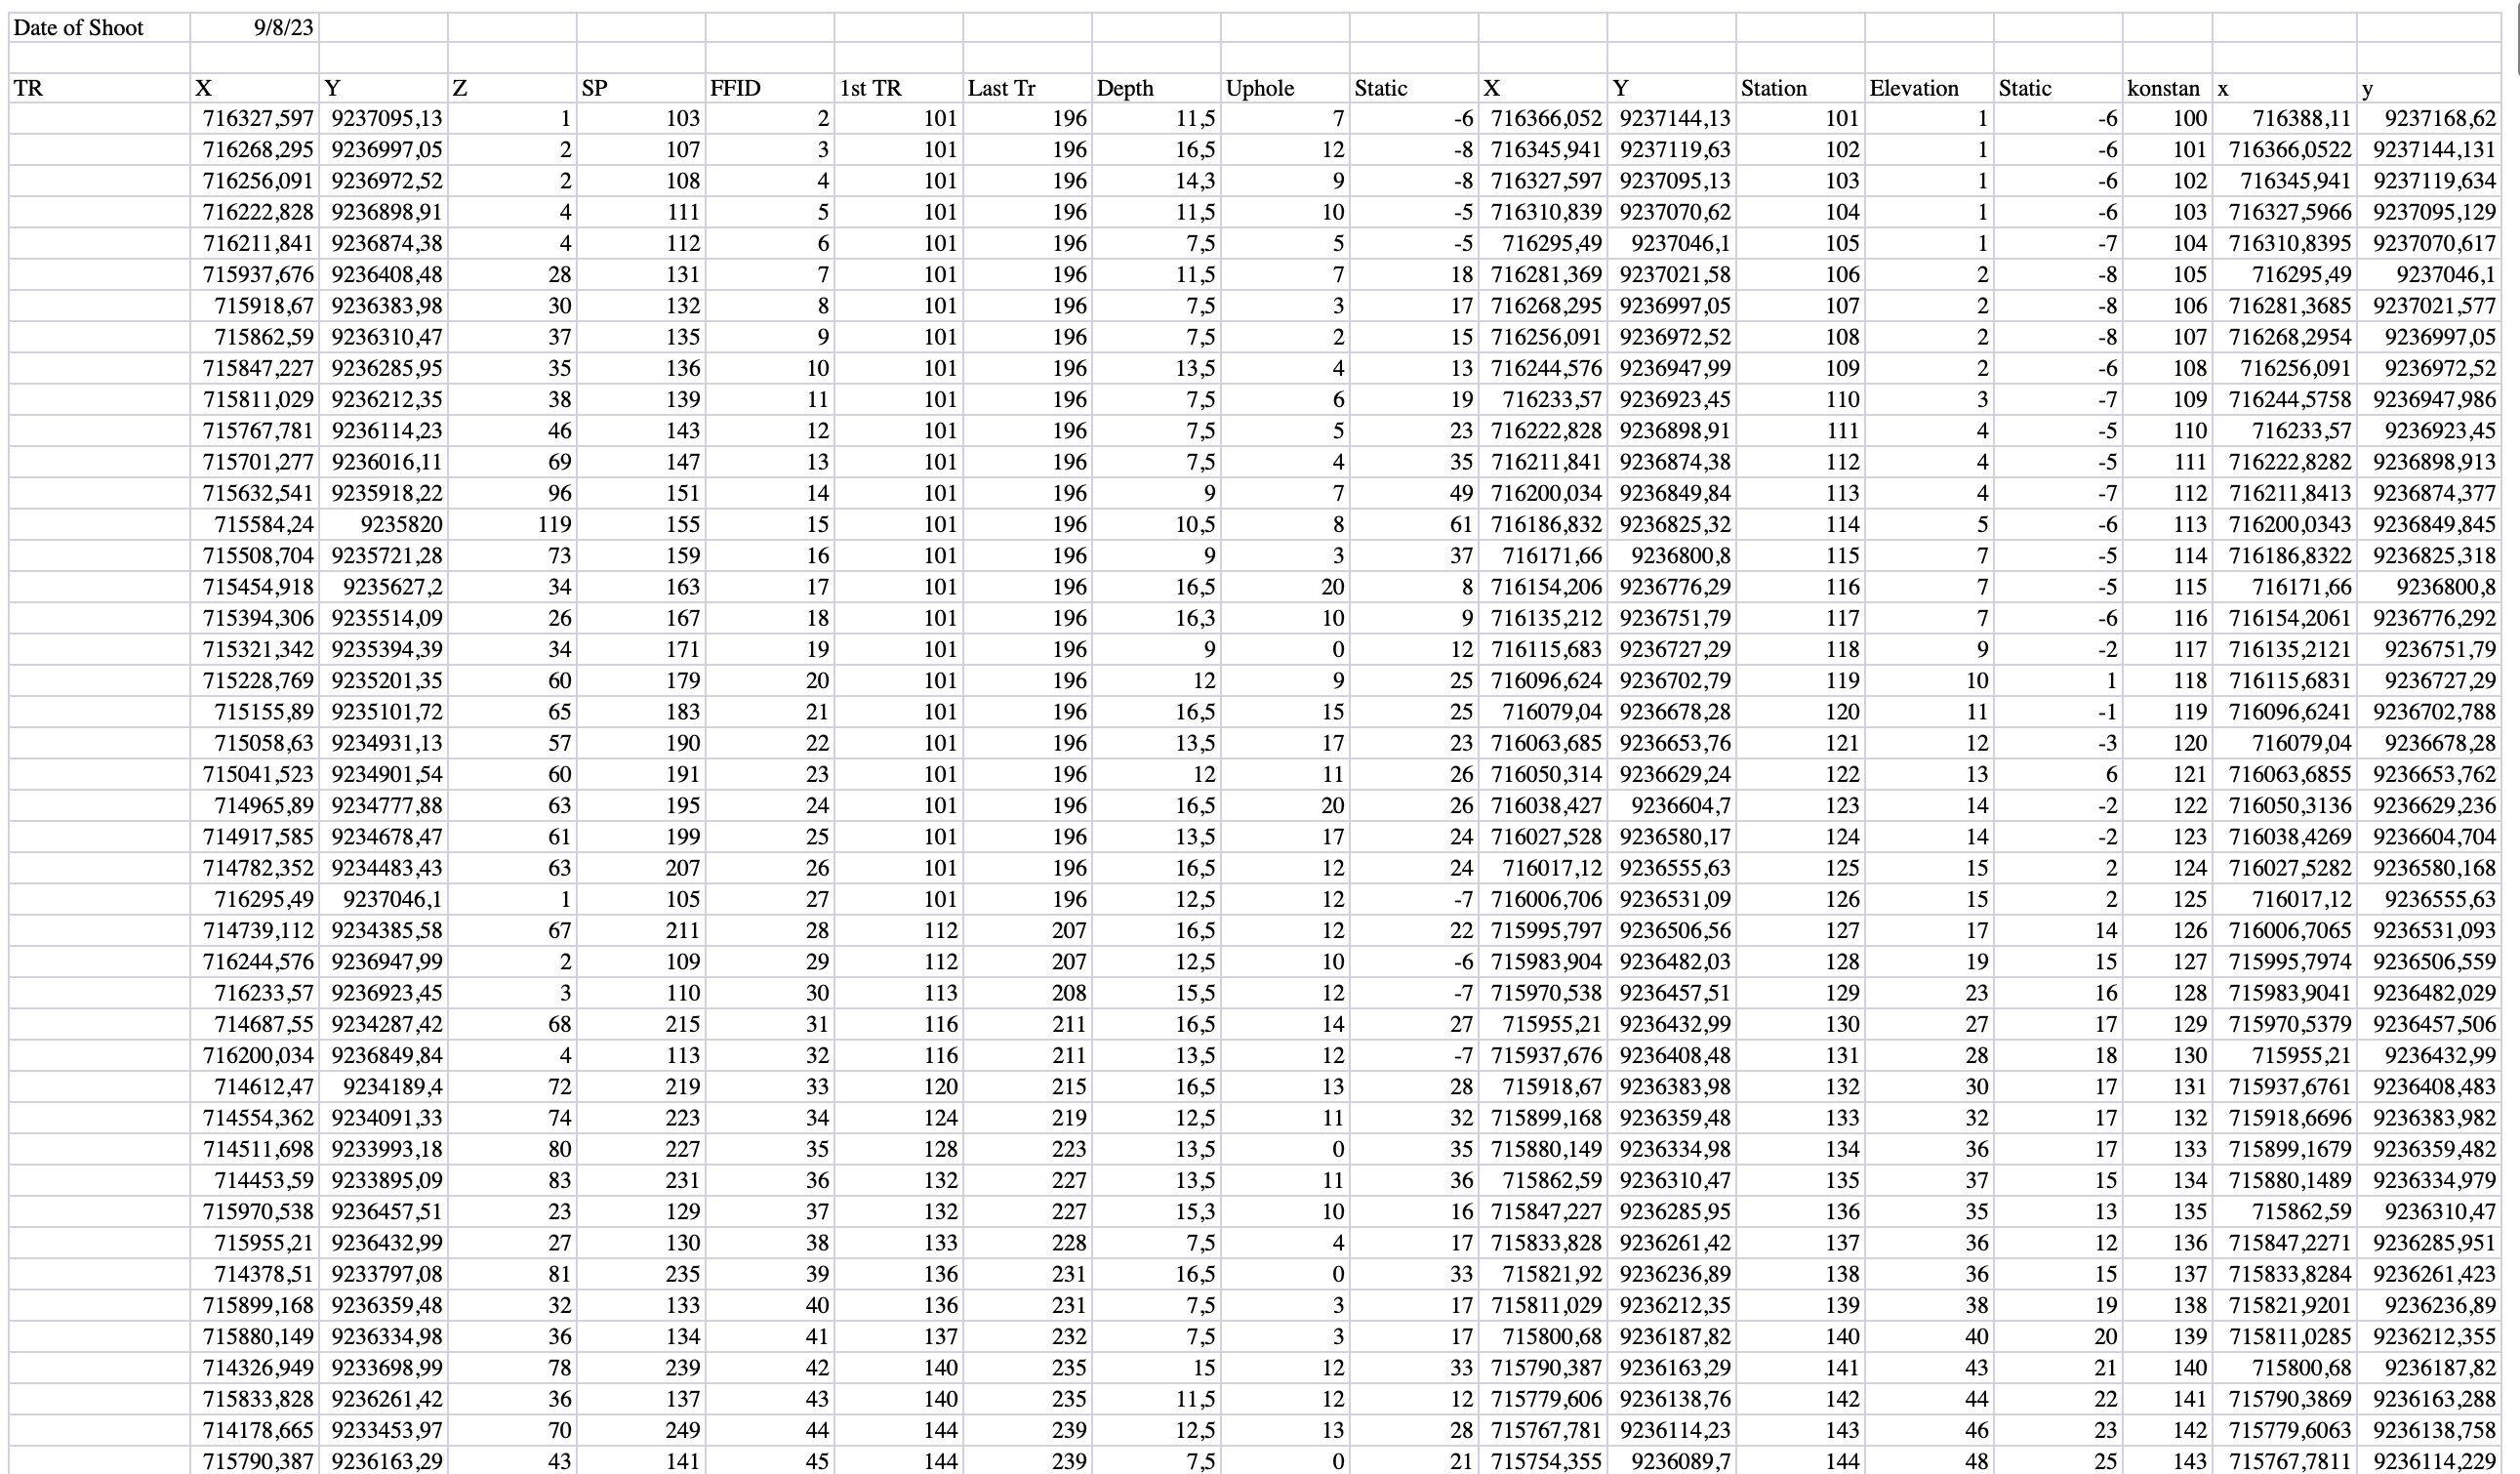 Date of Shoot 9/8/23
TR X Y Z SP FFID 1st TR Last Tr Depth Uphole Static X Y Station Elevation Static konstan x y
716327,597 9237095,13 1 103 2 101 196 11,5 7 -6 716366,052 9237144,13 101 1 -6 100 716388,11 9237168,62
716268,295 9236997,05 2 107 3 101 196 16,5 12 -8 716345,941 9237119,63 102 1 -6 101 716366,0522 9237144,131
716256,091 9236972,52 2 108 4 101 196 14,3 9 -8 716327,597 9237095,13 103 1 -6 102 716345,941 9237119,634
716222,828 9236898,91 4 111 5 101 196 11,5 10 -5 716310,839 9237070,62 104 1 -6 103 716327,5966 9237095,129
716211,841 9236874,38 4 112 6 101 196 7,5 5 -5 716295,49 9237046,1 105 1 -7 104 716310,8395 9237070,617
715937,676 9236408,48 28 131 7 101 196 11,5 7 18 716281,369 9237021,58 106 2 -8 105 716295,49 9237046,1
715918,67 9236383,98 30 132 8 101 196 7,5 3 17 716268,295 9236997,05 107 2 -8 106 716281,3685 9237021,577
715862,59 9236310,47 37 135 9 101 196 7,5 2 15 716256,091 9236972,52 108 2 -8 107 716268,2954 9236997,05
715847,227 9236285,95 35 136 10 101 196 13,5 4 13 716244,576 9236947,99 109 2 -6 108 716256,091 9236972,52
715811,029 9236212,35 38 139 11 101 196 7,5 6 19 716233,57 9236923,45 110 3 -7 109 716244,5758 9236947,986
715767,781 9236114,23 46 143 12 101 196 7,5 5 23 716222,828 9236898,91 111 4 -5 110 716233,57 9236923,45
715701,277 9236016,11 69 147 13 101 196 7,5 4 35 716211,841 9236874,38 112 4 -5 111 716222,8282 9236898,913
715632,541 9235918,22 96 151 14 101 196 9 7 49 716200,034 9236849,84 113 4 -7 112 716211,8413 9236874,377
715584,24 9235820 119 155 15 101 196 10,5 8 61 716186,832 9236825,32 114 5 -6 113 716200,0343 9236849,845
715508,704 9235721,28 73 159 16 101 196 9 3 37 716171,66 9236800,8 115 7 -5 114 716186,8322 9236825,318
715454,918 9235627,2 34 163 17 101 196 16,5 20 8 716154,206 9236776,29 116 7 -5 115 716171,66 9236800,8
715394,306 9235514,09 26 167 18 101 196 16,3 10 9 716135,212 9236751,79 117 7 -6 116 716154,2061 9236776,292
715321,342 9235394,39 34 171 19 101 196 9 0 12 716115,683 9236727,29 118 9 -2 117 716135,2121 9236751,79
715228,769 9235201,35 60 179 20 101 196 12 9 25 716096,624 9236702,79 119 10 1 118 716115,6831 9236727,29
715155,89 9235101,72 65 183 21 101 196 16,5 15 25 716079,04 9236678,28 120 11 -1 119 716096,6241 9236702,788
715058,63 9234931,13 57 190 22 101 196 13,5 17 23 716063,685 9236653,76 121 12 -3 120 716079,04 9236678,28
715041,523 9234901,54 60 191 23 101 196 12 11 26 716050,314 9236629,24 122 13 6 121 716063,6855 9236653,762
714965,89 9234777,88 63 195 24 101 196 16,5 20 26 716038,427 9236604,7 123 14 -2 122 716050,3136 9236629,236
714917,585 9234678,47 61 199 25 101 196 13,5 17 24 716027,528 9236580,17 124 14 -2 123 716038,4269 9236604,704
714782,352 9234483,43 63 207 26 101 196 16,5 12 24 716017,12 9236555,63 125 15 2 124 716027,5282 9236580,168
716295,49 9237046,1 1 105 27 101 196 12,5 12 -7 716006,706 9236531,09 126 15 2 125 716017,12 9236555,63
714739,112 9234385,58 67 211 28 112 207 16,5 12 22 715995,797 9236506,56 127 17 14 126 716006,7065 9236531,093
716244,576 9236947,99 2 109 29 112 207 12,5 10 -6 715983,904 9236482,03 128 19 15 127 715995,7974 9236506,559
716233,57 9236923,45 3 110 30 113 208 15,5 12 -7 715970,538 9236457,51 129 23 16 128 715983,9041 9236482,029
714687,55 9234287,42 68 215 31 116 211 16,5 14 27 715955,21 9236432,99 130 27 17 129 715970,5379 9236457,506
716200,034 9236849,84 4 113 32 116 211 13,5 12 -7 715937,676 9236408,48 131 28 18 130 715955,21 9236432,99
714612,47 9234189,4 72 219 33 120 215 16,5 13 28 715918,67 9236383,98 132 30 17 131 715937,6761 9236408,483
714554,362 9234091,33 74 223 34 124 219 12,5 11 32 715899,168 9236359,48 133 32 17 132 715918,6696 9236383,982
714511,698 9233993,18 80 227 35 128 223 13,5 0 35 715880,149 9236334,98 134 36 17 133 715899,1679 9236359,482
714453,59 9233895,09 83 231 36 132 227 13,5 11 36 715862,59 9236310,47 135 37 15 134 715880,1489 9236334,979
715970,538 9236457,51 23 129 37 132 227 15,3 10 16 715847,227 9236285,95 136 35 13 135 715862,59 9236310,47
715955,21 9236432,99 27 130 38 133 228 7,5 4 17 715833,828 9236261,42 137 36 12 136 715847,2271 9236285,951
714378,51 9233797,08 81 235 39 136 231 16,5 0 33 715821,92 9236236,89 138 36 15 137 715833,8284 9236261,423
715899,168 9236359,48 32 133 40 136 231 7,5 3 17 715811,029 9236212,35 139 38 19 138 715821,9201 9236236,89
715880,149 9236334,98 36 134 41 137 232 7,5 3 17 715800,68 9236187,82 140 40 20 139 715811,0285 9236212,355
714326,949 9233698,99 78 239 42 140 235 15 12 33 715790,387 9236163,29 141 43 21 140 715800,68 9236187,82
715833,828 9236261,42 36 137 43 140 235 11,5 12 12 715779,606 9236138,76 142 44 22 141 715790,3869 9236163,288
714178,665 9233453,97 70 249 44 144 239 12,5 13 28 715767,781 9236114,23 143 46 23 142 715779,6063 9236138,758
715790,387 9236163,29 43 141 45 144 239 7,5 0 21 715754,355 9236089,7 144 48 25 143 715767,7811 9236114,229